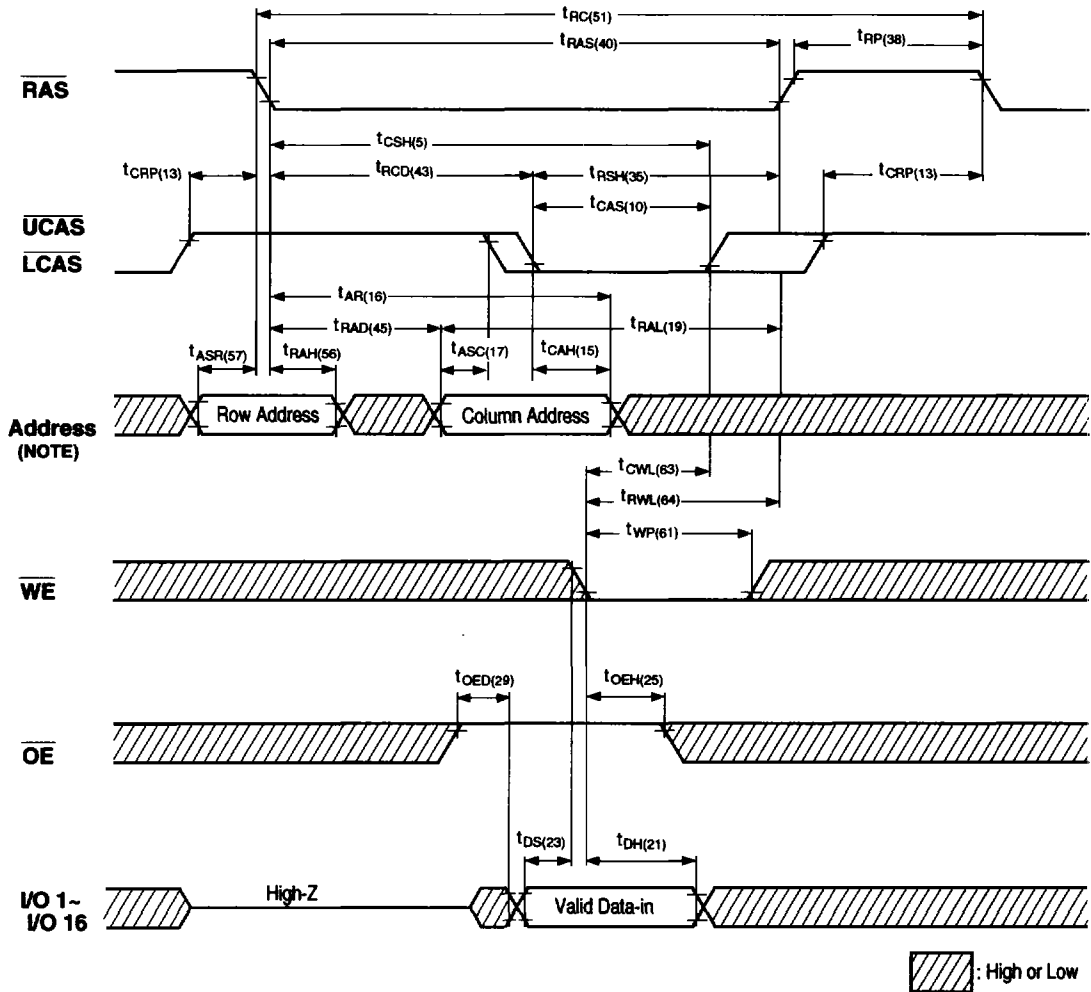 tRC(51)
tRAS(40)
tRP(38)
RAS
tCSH(5)
tCRP(13)
tRCD(43)
tRSH(35)
tCRP(13)
tCAS(10)
UCAS
LCAS
tAR(16)
tRAD(45)
tRAL(19)
tASR(57)
tRAH(56)
tASC(17)
tCAH(15)
Row Address
Column Address
Address
(NOTE)
tCWL(63)
tRWL(64)
tWP(61)
WE
tOED(29)
tOEH(25)
OE
tDS(23)
tDH(21)
I/O 1~
I/O 16
High-Z
Valid Data-in
: High or Low